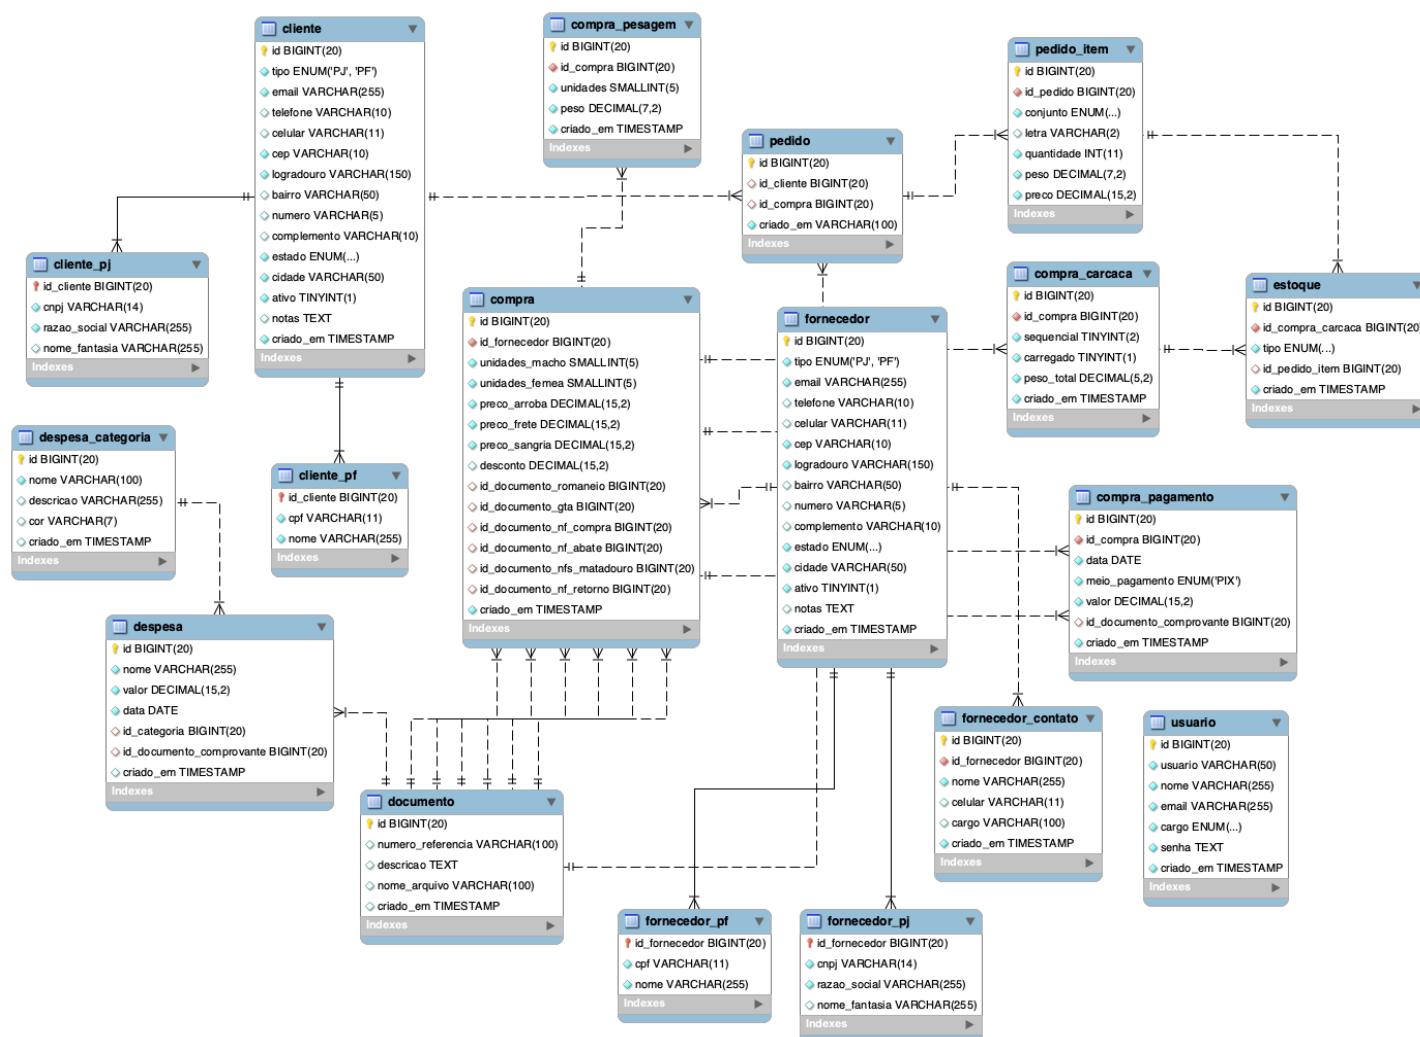 cliente
id BIGINT(20)
tipo ENUM('PJ', 'PF')
email VARCHAR(255)
telefone VARCHAR(10)
celular VARCHAR(11)
cep VARCHAR(10)
logradouro VARCHAR(150)
bairro VARCHAR(50)
numero VARCHAR(5)
complemento VARCHAR(10)
estado ENUM(...)
cidade VARCHAR(50)
ativo TINYINT(1)
notas TEXT
criado_em TIMESTAMP
Indexes
compra_pesagem
id BIGINT(20)
id_compra BIGINT(20)
unidades SMALLINT(5)
peso DECIMAL(7,2)
criado_em TIMESTAMP
Indexes
pedido_item
id BIGINT(20)
id_pedido BIGINT(20)
conjunto ENUM(...)
letra VARCHAR(2)
quantidade INT(11)
peso DECIMAL(7,2)
preco DECIMAL(15,2)
Indexes
pedido
id BIGINT(20)
id_cliente BIGINT(20)
id_compra BIGINT(20)
criado_em VARCHAR(100)
Indexes
cliente_pj
id_cliente BIGINT(20)
cnpj VARCHAR(14)
razao_social VARCHAR(255)
nome_fantasia VARCHAR(255)
Indexes
compra
id BIGINT(20)
id_fornecedor BIGINT(20)
unidades_macho SMALLINT(5)
unidades_femea SMALLINT(5)
preco_arroba DECIMAL(15,2)
preco_frete DECIMAL(15,2)
preco_sangria DECIMAL(15,2)
desconto DECIMAL(15,2)
id_documento_romaneio BIGINT(20)
id_documento_gta BIGINT(20)
id_documento_nf_compra BIGINT(20)
id_documento_nf_abate BIGINT(20)
id_documento_nfs_matadouro BIGINT(20)
id_documento_nf_retorno BIGINT(20)
criado_em TIMESTAMP
Indexes
fornecedor
id BIGINT(20)
tipo ENUM('PJ', 'PF')
email VARCHAR(255)
telefone VARCHAR(10)
celular VARCHAR(11)
cep VARCHAR(10)
logradouro VARCHAR(150)
bairro VARCHAR(50)
numero VARCHAR(5)
complemento VARCHAR(10)
estado ENUM(...)
cidade VARCHAR(50)
ativo TINYINT(1)
notas TEXT
criado_em TIMESTAMP
Indexes
compra_carcaca
id BIGINT(20)
id_compra BIGINT(20)
sequencial TINYINT(2)
carregado TINYINT(1)
peso_total DECIMAL(5,2)
criado_em TIMESTAMP
Indexes
estoque
id BIGINT(20)
id_compra_carcaca BIGINT(20)
tipo ENUM(...)
id_pedido_item BIGINT(20)
criado_em TIMESTAMP
Indexes
despesa_categoria
id BIGINT(20)
nome VARCHAR(100)
descricao VARCHAR(255)
cor VARCHAR(7)
criado_em TIMESTAMP
Indexes
cliente_pf
id_cliente BIGINT(20)
cpf VARCHAR(11)
nome VARCHAR(255)
Indexes
compra_pagamento
id BIGINT(20)
id_compra BIGINT(20)
data DATE
meio_pagamento ENUM('PIX')
valor DECIMAL(15,2)
id_documento_comprovante BIGINT(20)
criado_em TIMESTAMP
Indexes
despesa
id BIGINT(20)
nome VARCHAR(255)
valor DECIMAL(15,2)
data DATE
id_categoria BIGINT(20)
id_documento_comprovante BIGINT(20)
criado_em TIMESTAMP
Indexes
documento
id BIGINT(20)
numero_referencia VARCHAR(100)
descricao TEXT
nome_arquivo VARCHAR(100)
criado_em TIMESTAMP
Indexes
fornecedor_contato
id BIGINT(20)
id_fornecedor BIGINT(20)
nome VARCHAR(255)
celular VARCHAR(11)
cargo VARCHAR(100)
criado_em TIMESTAMP
Indexes
usuario
id BIGINT(20)
usuario VARCHAR(50)
nome VARCHAR(255)
email VARCHAR(255)
cargo ENUM(...)
senha TEXT
criado_em TIMESTAMP
Indexes
fornecedor_pf
id_fornecedor BIGINT(20)
cpf VARCHAR(11)
nome VARCHAR(255)
Indexes
fornecedor_pj
id_fornecedor BIGINT(20)
cnpj VARCHAR(14)
razao_social VARCHAR(255)
nome_fantasia VARCHAR(255)
Indexes